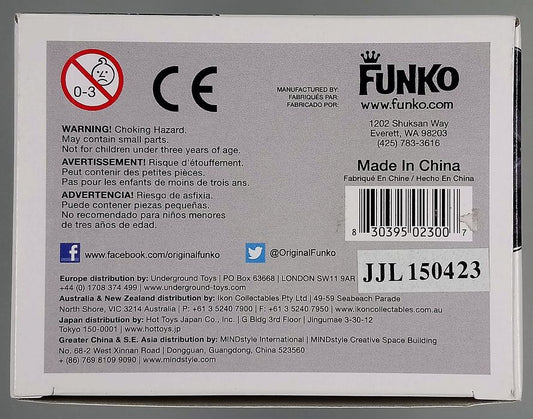 0-3
CE
MANUFACTURED BY:
FABRIQUÉS PAR:
FABRICADO POR:
FUNKO
www.funko.com
1202 Shuksan Way
Everett, WA 98203
(425) 783-3616
WARNING! Choking Hazard.
May contain small parts.
Not for children under three years of age.
AVERTISSEMENT! Risque d'étouffement.
Peut contenir des petites pièces.
Pas pour les enfants de moins de trois ans.
ADVERTENCIA! Riesgo de asfixia.
Puede contener piezas pequeñas.
No recomendado para niños menores
de tres años de edad.
Made In China
Fabriqué En Chine / Hecho En China
8 30395 02300 7
www.facebook.com/originalfunko
@OriginalFunko
JJL 150423
Europe distribution by: Underground Toys | PO BOX 63668 | LONDON SW11 9AR
+44 (0) 1708 374 499 | www.underground-toys.com
Australia & New Zealand distribution by: Ikon Collectables Pty Ltd | 49-59 Seabeach Parade
North Shore, VIC 3214 Australia | P: +61 3 5240 7900 | F: +61 3 5240 7950 | www.ikoncollectables.com
Japan distribution by: Hot Toys Japan Co., Inc. | G Bldg 3rd Floor | Jingumae 3-30-12
Tokyo 150-0001 | www.hottoys.jp
Greater China & S.E. Asia distribution by: MINDstyle International | MINDstyle Creative Space Building
No. 68-2 West Xinnan Road | Dongguan, Guangdong, China 523560
+ (86) 769 8109 9090 | www.mindstyle.com